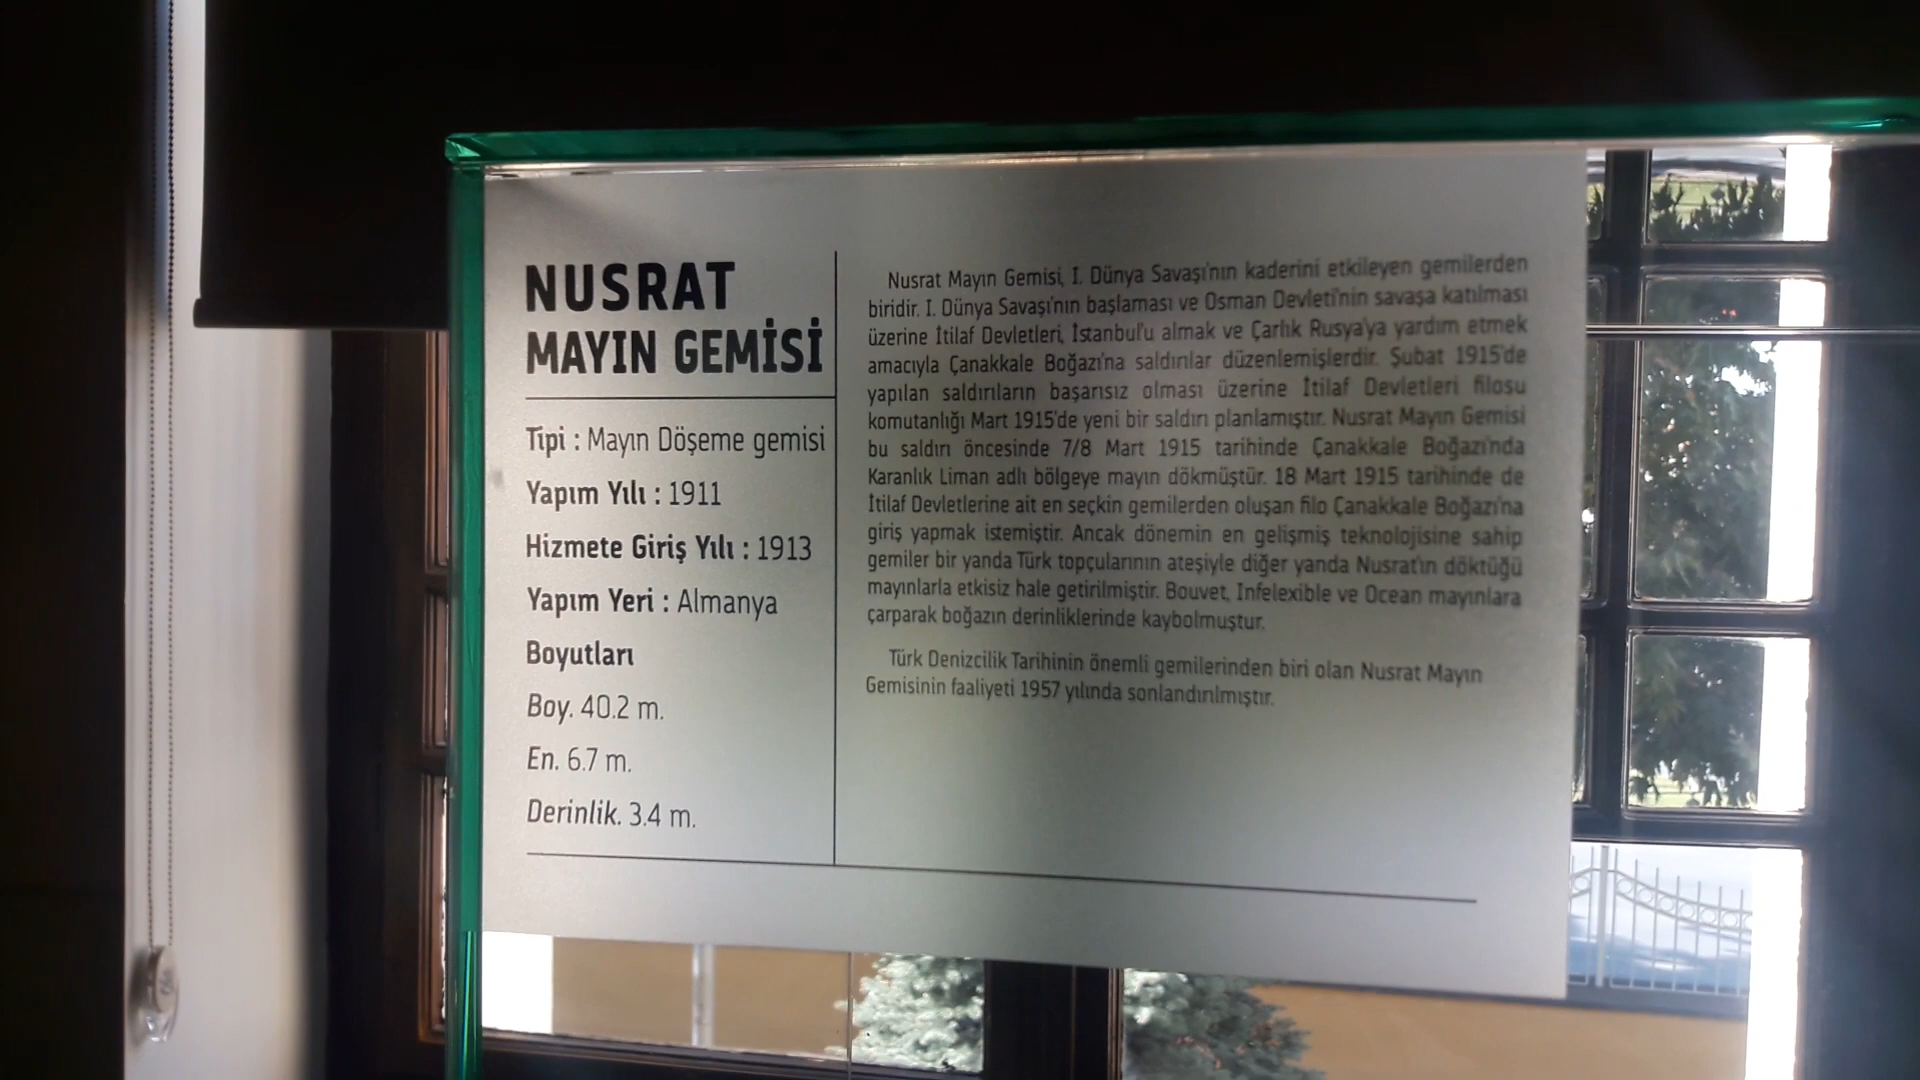 NUSRAT
MAYIN GEMİSİ
Tipi : Mayın Döşeme gemisi
Yapım Yılı : 1911
Hizmete Giriş Yılı : 1913
Yapım Yeri : Almanya
Boyutları
Boy. 40.2 m.
En. 6.7 m.
Derinlik. 3.4 m.
Nusrat Mayın Gemisi, I. Dünya Savaşı'nın kaderini etkileyen gemilerden
biridir. I. Dünya Savaşı'nın başlaması ve Osman Devleti'nin savaşa katılması
üzerine İtilaf Devletleri, İstanbul'u almak ve Çarlık Rusya'ya yardım etmek
amacıyla Çanakkale Boğazı'na saldırılar düzenlemişlerdir. Şubat 1915'de
yapılan saldırıların başarısız olması üzerine İtilaf Devletleri filosu
komutanlığı Mart 1915'de yeni bir saldırı planlamıştır. Nusrat Mayın Gemisi
bu saldırı öncesinde 7/8 Mart 1915 tarihinde Çanakkale Boğazı'nda
Karanlık Liman adlı bölgeye mayın dökmüştür. 18 Mart 1915 tarihinde de
İtilaf Devletlerine ait en seçkin gemilerden oluşan filo Çanakkale Boğazı'na
giriş yapmak istemiştir. Ancak dönemin en gelişmiş teknolojisine sahip
gemiler bir yanda Türk topçularının ateşiyle diğer yanda Nusrat'ın döktüğü
mayınlarla etkisiz hale getirilmiştir. Bouvet, Infelexible ve Ocean mayınlara
çarparak boğazın derinliklerinde kaybolmuştur.
Türk Denizcilik Tarihinin önemli gemilerinden biri olan Nusrat Mayın
Gemisinin faaliyeti 1957 yılında sonlandırılmıştır.